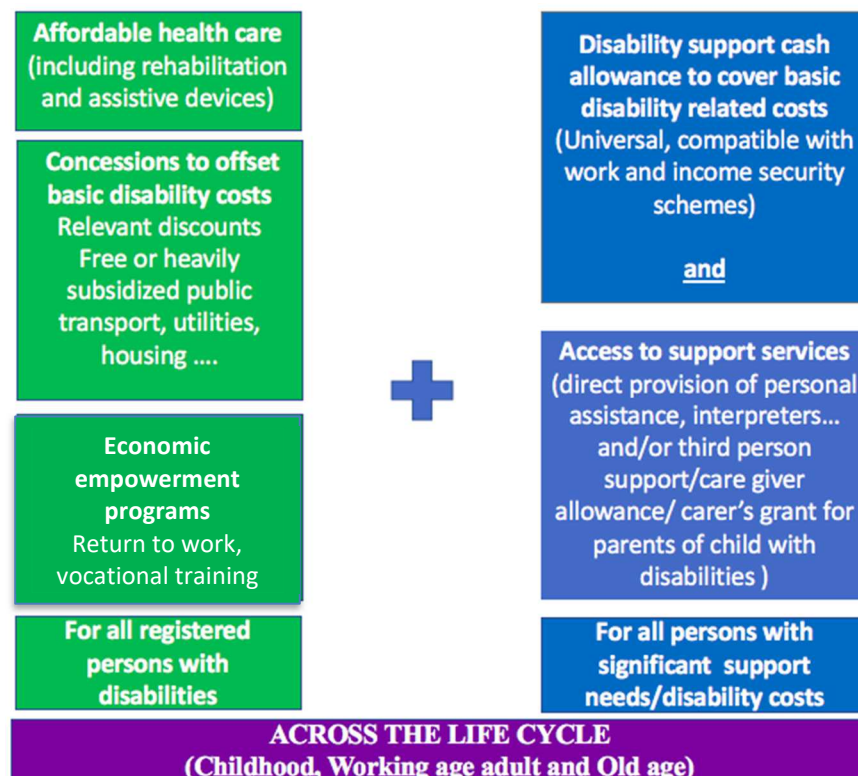 Affordable health care
(including rehabilitation
and assistive devices)
Concessions to offset
basic disability costs
Relevant discounts
Free or heavily
subsidized public
transport, utilities,
housing ....
Economic
empowerment
programs
Return to work,
vocational training
For all registered
persons with
disabilities
Disability support cash
allowance to cover basic
disability related costs
(Universal, compatible with
work and income security
schemes)
and
Access to support services
(direct provision of personal
assistance, interpreters...
and/or third person
support/care giver
allowance/ carer's grant for
parents of child with
disabilities )
For all persons with
significant support
needs/disability costs
ACROSS THE LIFE CYCLE
(Childhood, Working age adult and Old age)